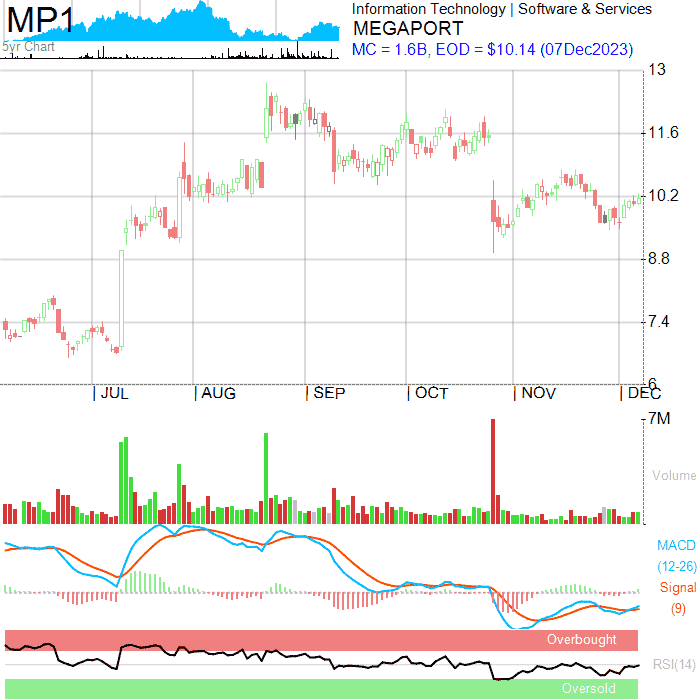 MP1
5yr Chart
Information Technology | Software & Services
MEGAPORT
MC = 1.6B, EOD = $10.14 (07Dec2023)
13
11.6
10.2
8.8
7.4
6
JUL
AUG
SEP
OCT
NOV
DEC
7M
Volume
MACD
(12-26)
Signal
(9)
Overbought
RSI(14)
Oversold